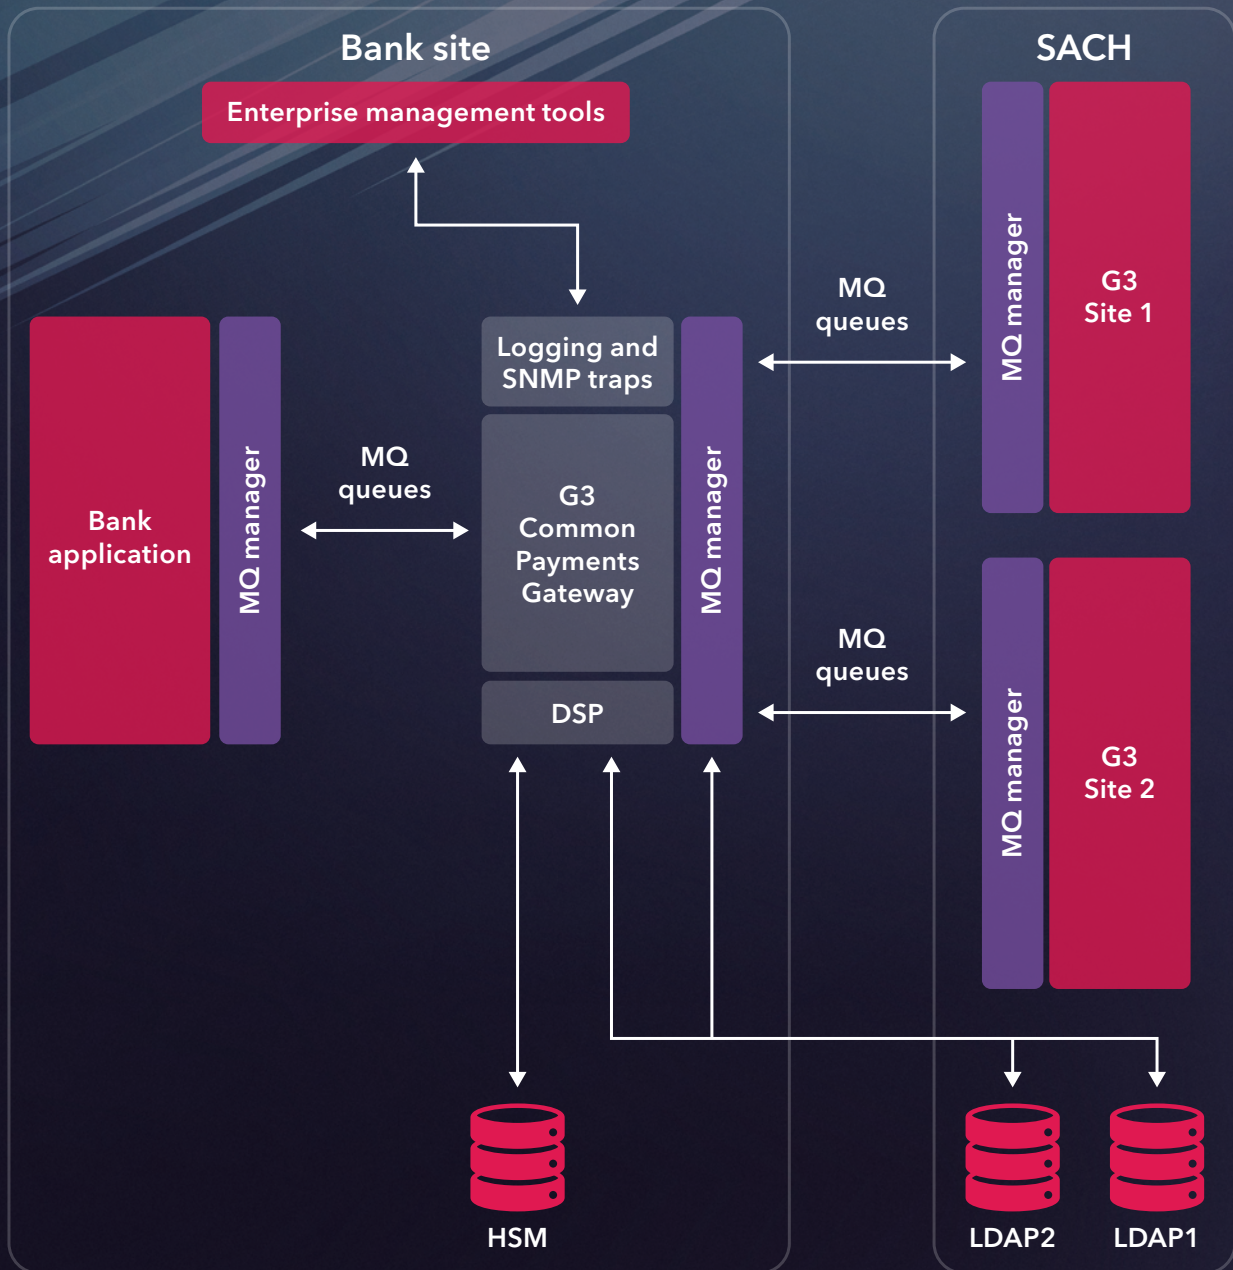 Bank site
Enterprise management tools
Bank
application
MQ manager
MQ
queues
Logging and
SNMP traps
G3
Common
Payments
Gateway
DSP
MQ manager
MQ
queues
MQ
queues
HSM
SACH
MQ manager
G3
Site 1
MQ manager
G3
Site 2
LDAP2
LDAP1